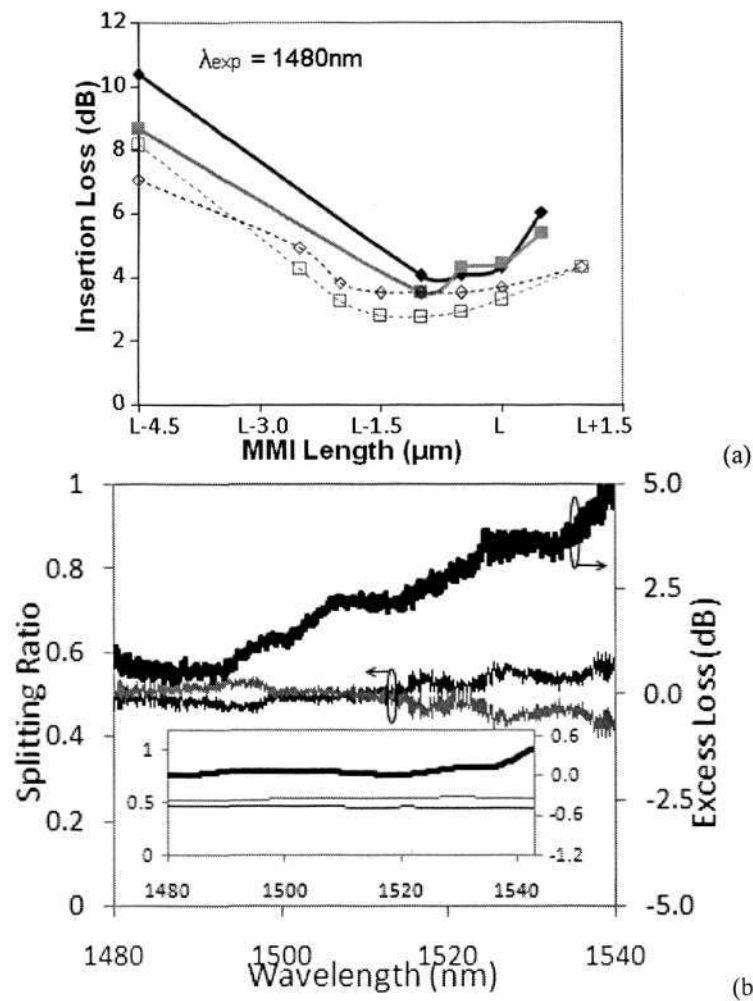 12
10
8
6
4
2
0
Insertion Loss (dB)
λexp = 1480nm
L-4.5 L-3.0 L-1.5 L L+1.5
MMI Length (µm)
(a)
1
0.8
0.6
0.4
0.2
0
Splitting Ratio
5.0
2.5
0.0
-2.5
-5.0
Excess Loss (dB)
1
0.5
0
0.6
0.0
-0.6
-1.2
1480 1500 1520 1540
1480 1500 1520 1540
Wavelength (nm)
(b